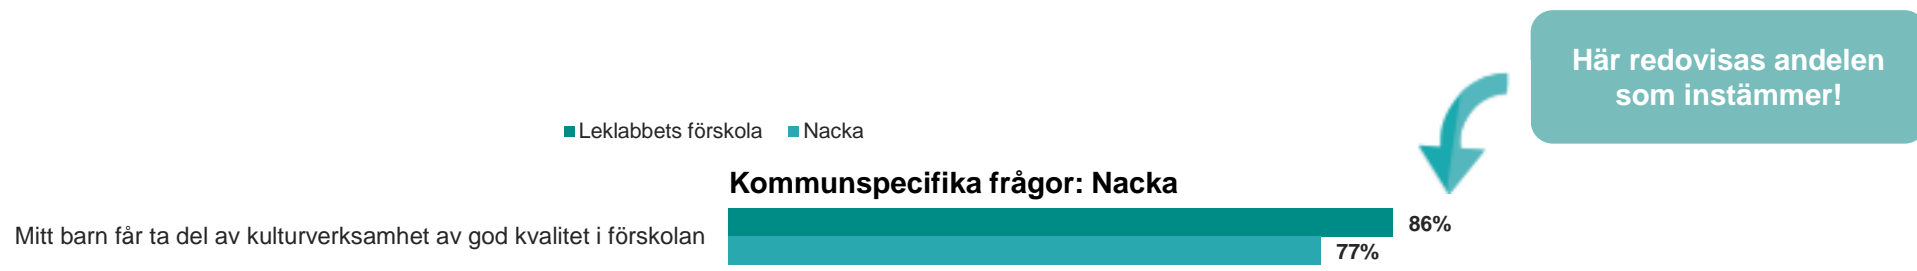 Här redovisas andelen
som instämmer!
Leklabbets förskola Nacka
Kommunspecifika frågor: Nacka
Mitt barn får ta del av kulturverksamhet av god kvalitet i förskolan
86%
77%